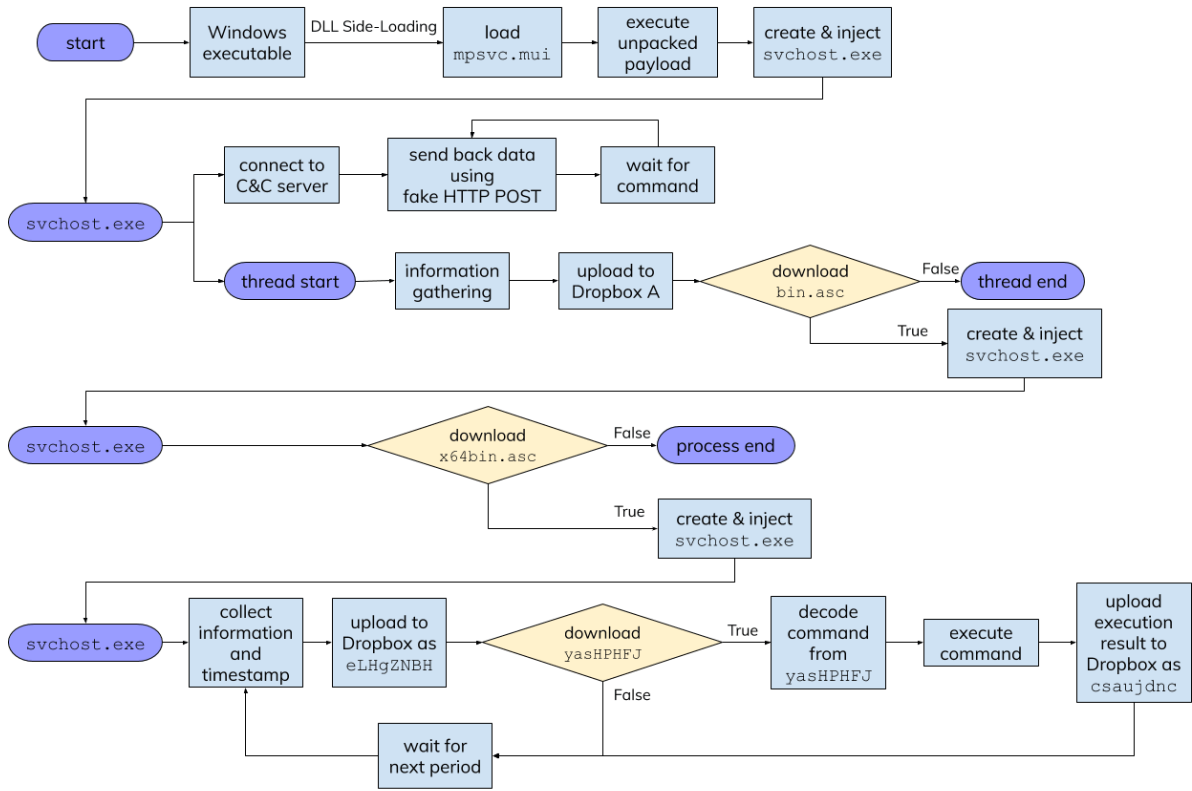 start
Windows
executable
DLL Side-Loading
load
mpsvc.mui
execute
unpacked
payload
create & inject
svchost.exe
svchost.exe
connect to
C&C server
send back data
using
fake HTTP POST
wait for
command
thread start
information
gathering
upload to
Dropbox A
download
bin.asc
False
thread end
True
create & inject
svchost.exe
svchost.exe
download
x64bin.asc
False
process end
True
create & inject
svchost.exe
svchost.exe
collect
information
and
timestamp
upload to
Dropbox as
eLHgZNBH
download
yasHPHFJ
True
decode
command
from
yasHPHFJ
execute
command
upload
execution
result to
Dropbox as
csaujdnc
False
wait for
next period